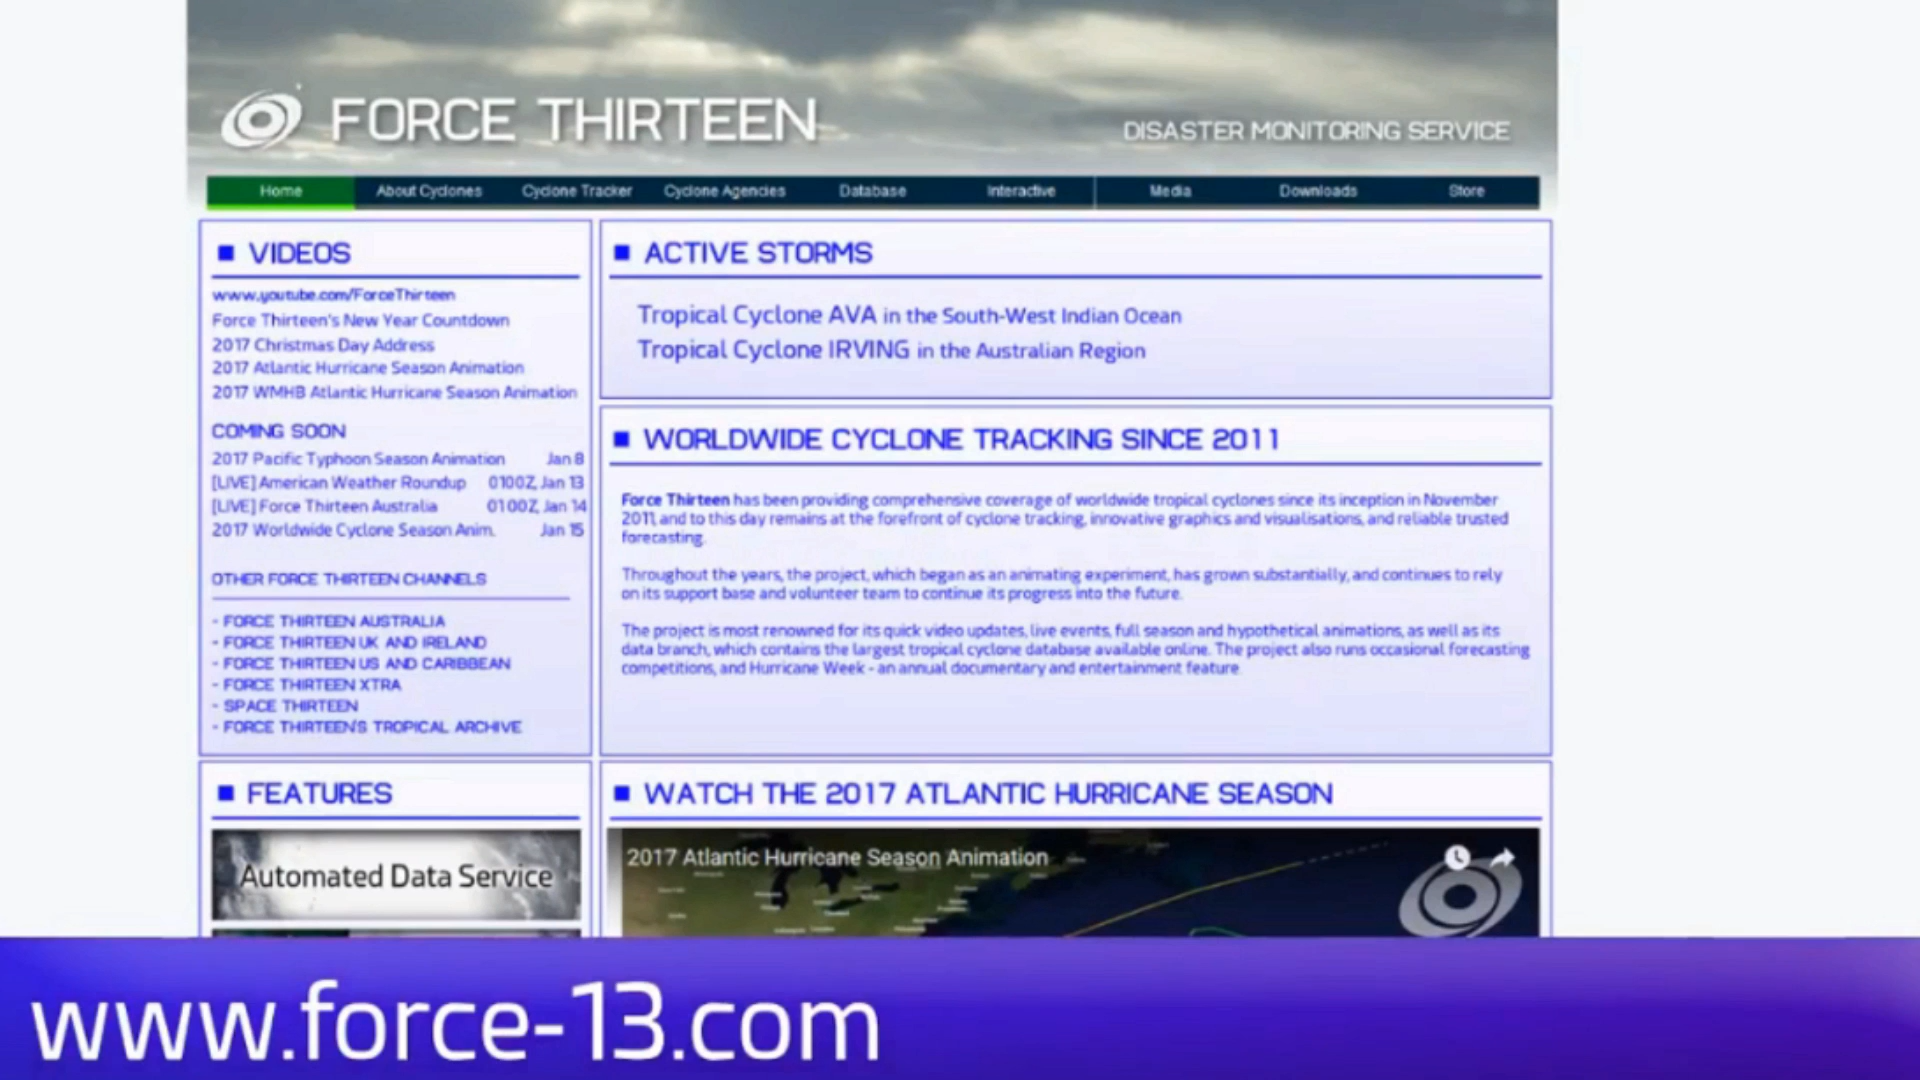 FORCE THIRTEEN
DISASTER MONITORING SERVICE
Home About Cyclones Cyclone Tracker Cyclone Agencies Database Interactive Media Downloads Store
VIDEOS
www.youtube.com/ForceThirteen
Force Thirteen's New Year Countdown
2017 Christmas Day Address
2017 Atlantic Hurricane Season Animation
2017 WMHB Atlantic Hurricane Season Animation
COMING SOON
2017 Pacific Typhoon Season Animation Jan 8
[LIVE] American Weather Roundup 0100Z, Jan 13
[LIVE] Force Thirteen Australia 0100Z, Jan 14
2017 Worldwide Cyclone Season Anim. Jan 15
OTHER FORCE THIRTEEN CHANNELS
- FORCE THIRTEEN AUSTRALIA
- FORCE THIRTEEN UK AND IRELAND
- FORCE THIRTEEN US AND CARIBBEAN
- FORCE THIRTEEN XTRA
- SPACE THIRTEEN
- FORCE THIRTEEN'S TROPICAL ARCHIVE
ACTIVE STORMS
Tropical Cyclone AVA in the South-West Indian Ocean
Tropical Cyclone IRVING in the Australian Region
WORLDWIDE CYCLONE TRACKING SINCE 2011
Force Thirteen has been providing comprehensive coverage of worldwide tropical cyclones since its inception in November
2011, and to this day remains at the forefront of cyclone tracking, innovative graphics and visualisations, and reliable trusted
forecasting.
Throughout the years, the project, which began as an animating experiment, has grown substantially, and continues to rely
on its support base and volunteer team to continue its progress into the future.
The project is most renowned for its quick video updates, live events, full season and hypothetical animations, as well as its
data branch, which contains the largest tropical cyclone database available online. The project also runs occasional forecasting
competitions, and Hurricane Week - an annual documentary and entertainment feature.
FEATURES
Automated Data Service
WATCH THE 2017 ATLANTIC HURRICANE SEASON
2017 Atlantic Hurricane Season Animation
www.force-13.com